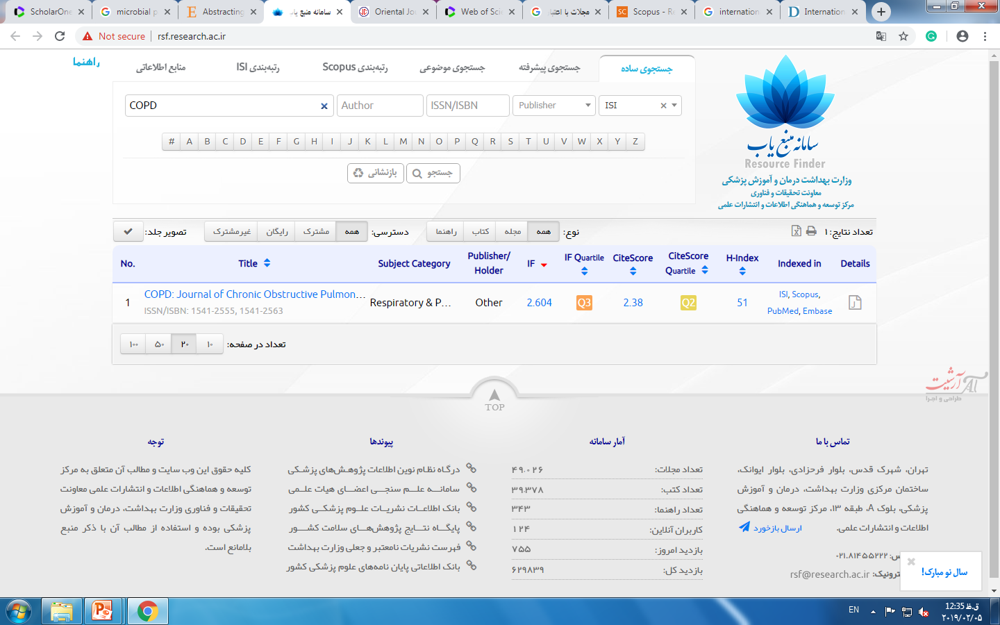 ScholarOne
microbial p
Abstracting
سامانه منبع یاب
Oriental Jou
Web of Scie
مجلات با اعتبار
Scopus - Re
internation
Internation
Not secure
rsf.research.ac.ir
راهنما
منابع اطلاعاتی
رتبه‌بندی ISI
رتبه‌بندی Scopus
جستجوی موضوعی
جستجوی پیشرفته
جستجوی ساده
COPD
Author
ISSN/ISBN
Publisher
ISI
# A B C D E F G H I J K L M N O P Q R S T U V W X Y Z
بازنشانی
جستجو
سامانه منبع یاب
Resource Finder
وزارت بهداشت درمان و آموزش پزشکی
معاونت تحقیقات و فناوری
مرکز توسعه و هماهنگی اطلاعات و انتشارات علمی
تعداد نتایج: ۱
نوع: همه مجله کتاب راهنما
دسترسی: همه مشترک رایگان غیرمشترک
تصویر جلد:
No. Title Subject Category Publisher/ Holder IF IF Quartile CiteScore CiteScore Quartile H-Index Indexed in Details
1 COPD: Journal of Chronic Obstructive Pulmon... Respiratory & P... Other 2.604 Q3 2.38 Q2 51 ISI, Scopus,
ISSN/ISBN: 1541-2555, 1541-2563 PubMed, Embase
تعداد در صفحه: ۱۰ ۲۰ ۵۰ ۱۰۰
آرشیت
طراحی و اجرا
TOP
تماس با ما
تهران، شهرک قدس، بلوار فرحزادی، بلوار ایوانک،
ساختمان مرکزی وزارت بهداشت، درمان و آموزش
پزشکی، بلوک A، طبقه ۱۳، مرکز توسعه و هماهنگی
اطلاعات و انتشارات علمی.
ارسال بازخورد
س: ۰۲۱.۸۱۴۵۵۲۲۲
ترونیک: rsf@research.ac.ir
آمار سامانه
تعداد مجلات: ۴۹,۰۲۶
تعداد کتب: ۳۹,۳۷۸
تعداد راهنما: ۳۴۳
کاربران آنلاین: ۱۲۴
بازدید امروز: ۷۵۵
بازدید کل: ۶۲۹۸۳۹
پیوندها
درگاه نظام نوین اطلاعات پژوهش‌های پزشکی
سامانه علم سنجی اعضای هیات علمی
بانک اطلاعات نشریات علوم پزشکی کشور
پایگاه نتایج پژوهش‌های سلامت کشور
فهرست نشریات نامعتبر و جعلی وزارت بهداشت
بانک اطلاعاتی پایان نامه‌های علوم پزشکی کشور
توجه
کلیه حقوق این وب سایت و مطالب آن متعلق به مرکز
توسعه و هماهنگی اطلاعات و انتشارات علمی معاونت
تحقیقات و فناوری وزارت بهداشت، درمان و آموزش
پزشکی بوده و استفاده از مطالب آن با ذکر منبع
بلامانع است.
سال نو مبارک!
EN
12:35 ق.ظ
۲۰۱۹/۰۲/۰۵